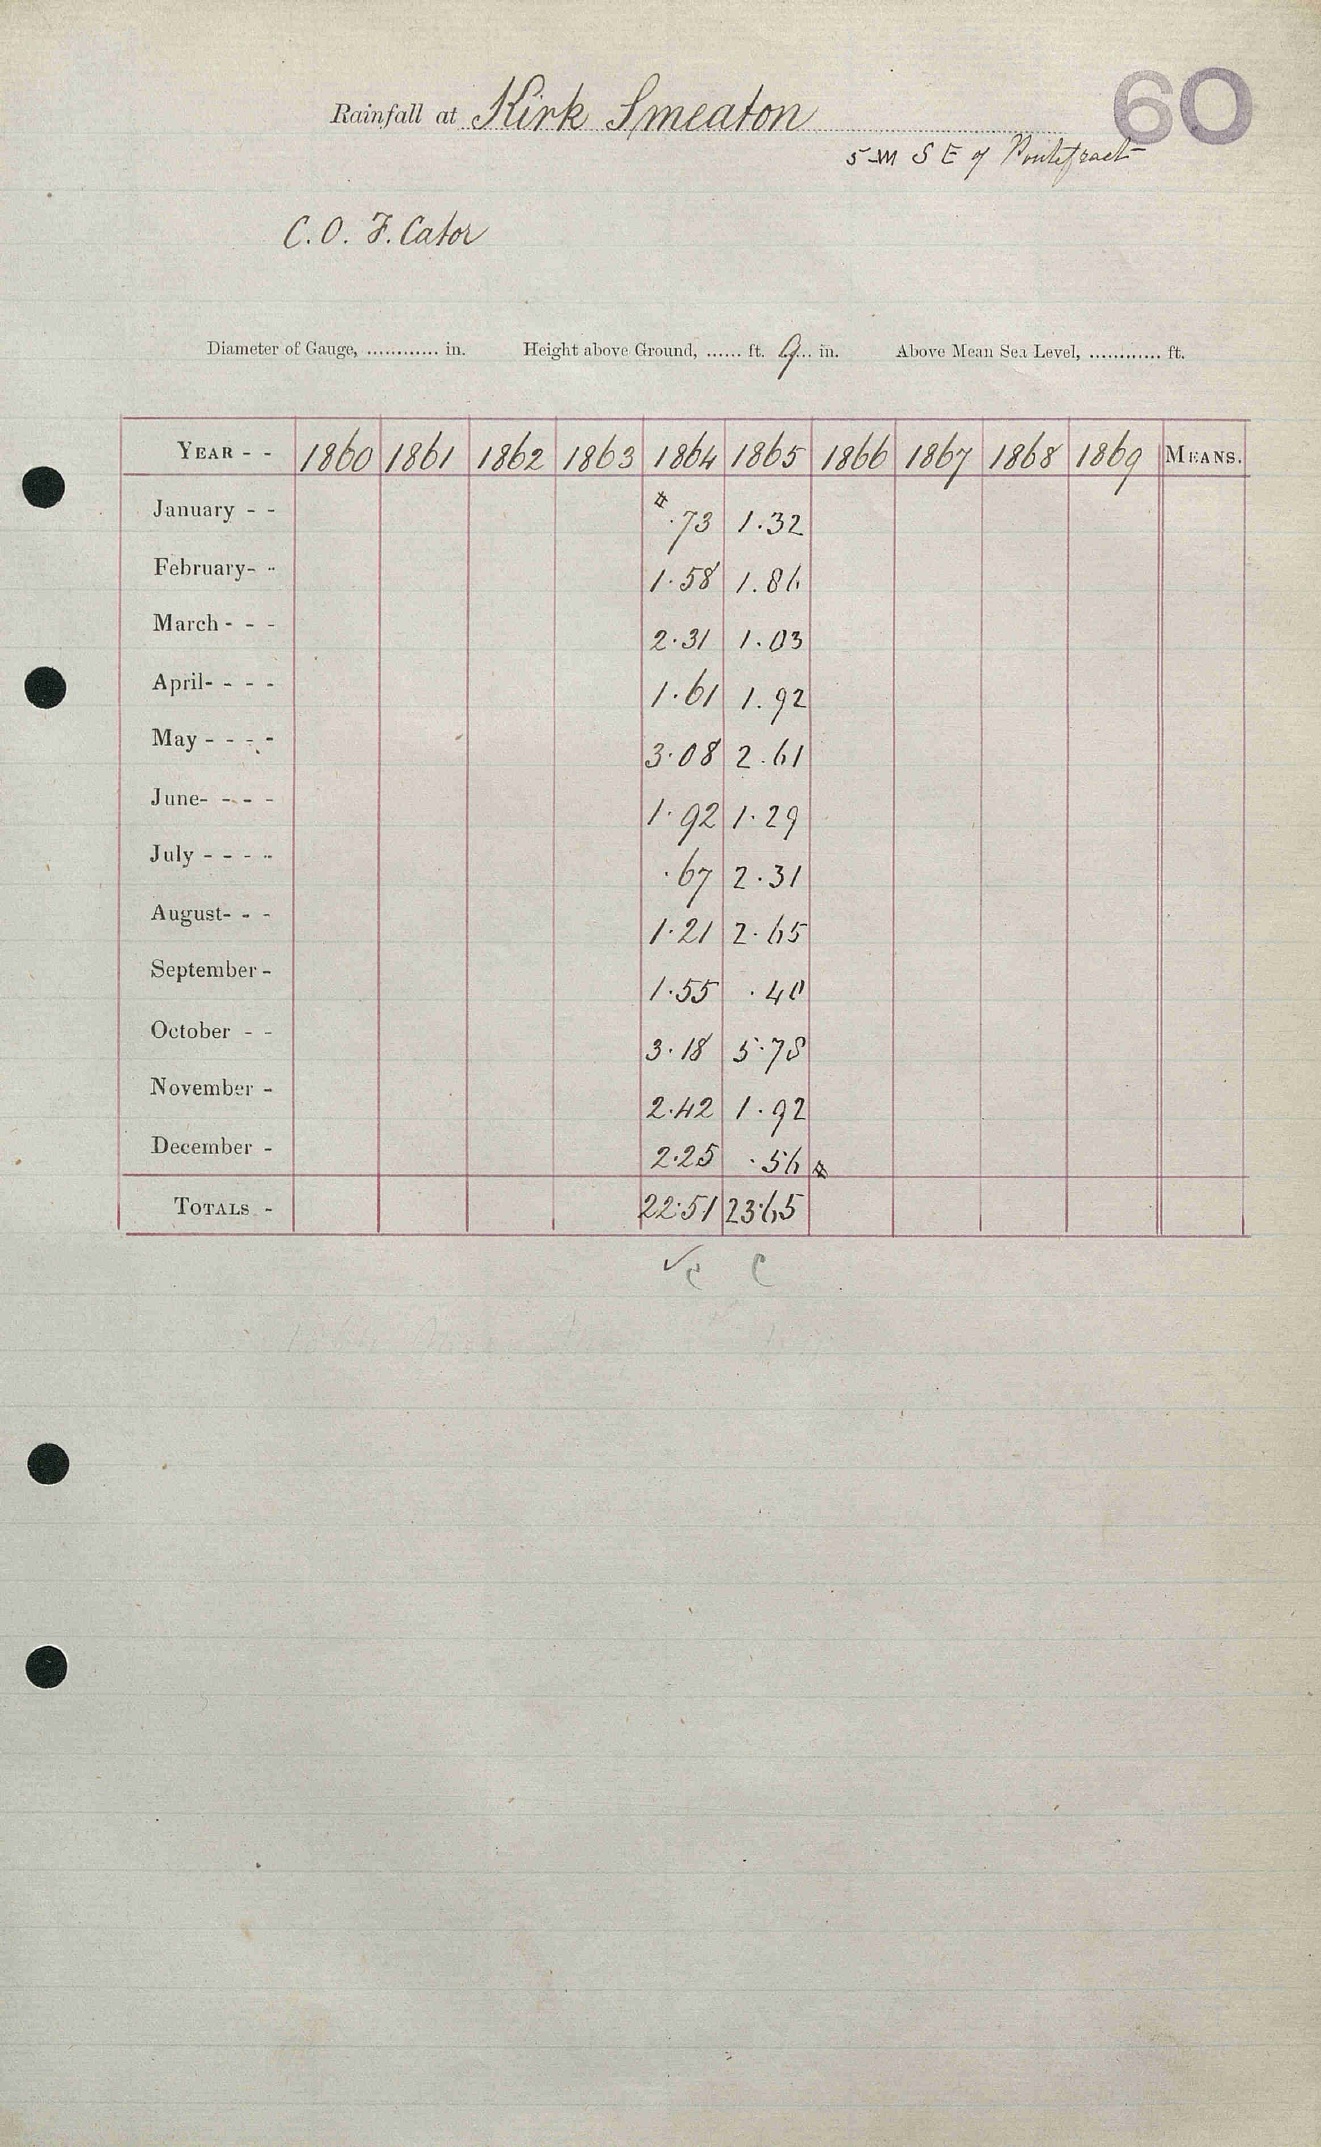 Rainfall at Kirk Smeaton 60
5 M S E of Pontefract
C. O. F. Cator
Diameter of Gauge, ............ in. Height above Ground, ...... ft. 9 in. Above Mean Sea Level, ............ ft.
YEAR - - 1860 1861 1862 1863 1864 1865 1866 1867 1868 1869 MEANS.
January - - # .73 1.32
February - - 1.58 1.86
March - - - 2.31 1.03
April - - - - 1.61 1.92
May - - - - 3.08 2.61
June - - - - 1.92 1.29
July - - - - .67 2.31
August - - - 1.21 2.65
September - 1.55 .40
October - - 3.18 5.78
November - 2.42 1.92
December - 2.25 .56 #
TOTALS - 22.51 23.65
✓ c c